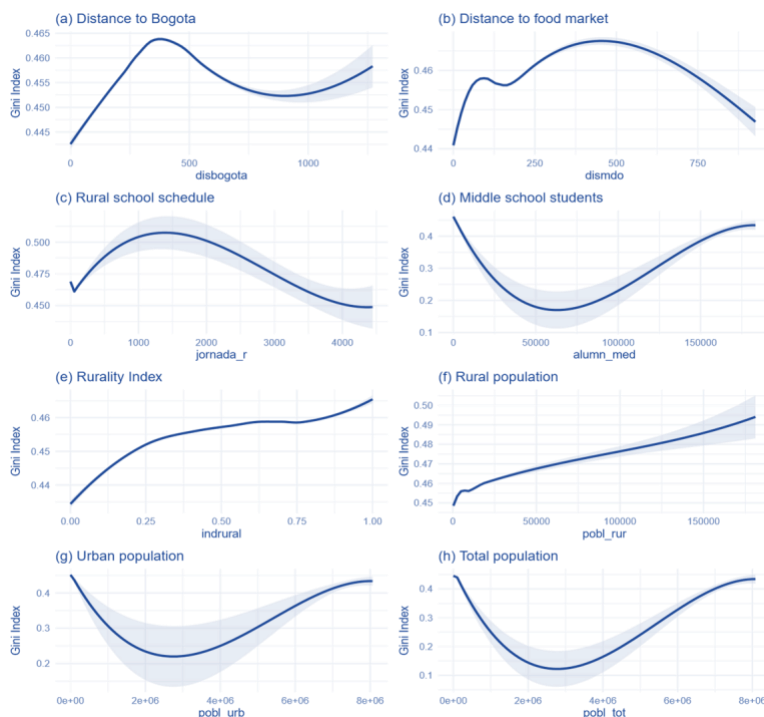 (a) Distance to Bogota
Gini Index
0.465
0.460
0.455
0.450
0.445
0
500
1000
disbogota
(b) Distance to food market
Gini Index
0.46
0.45
0.44
0
250
500
750
dismdo
(c) Rural school schedule
Gini Index
0.500
0.475
0.450
0
1000
2000
3000
4000
jornada_r
(d) Middle school students
Gini Index
0.4
0.3
0.2
0.1
0
50000
100000
150000
alumn_med
(e) Rurality Index
Gini Index
0.46
0.45
0.44
0.00
0.25
0.50
0.75
1.00
indrural
(f) Rural population
Gini Index
0.50
0.49
0.48
0.47
0.46
0.45
0
50000
100000
150000
pobl_rur
(g) Urban population
Gini Index
0.4
0.3
0.2
0e+00
2e+06
4e+06
6e+06
8e+06
pobl_urb
(h) Total population
Gini Index
0.4
0.3
0.2
0.1
0e+00
2e+06
4e+06
6e+06
8e+06
pobl_tot